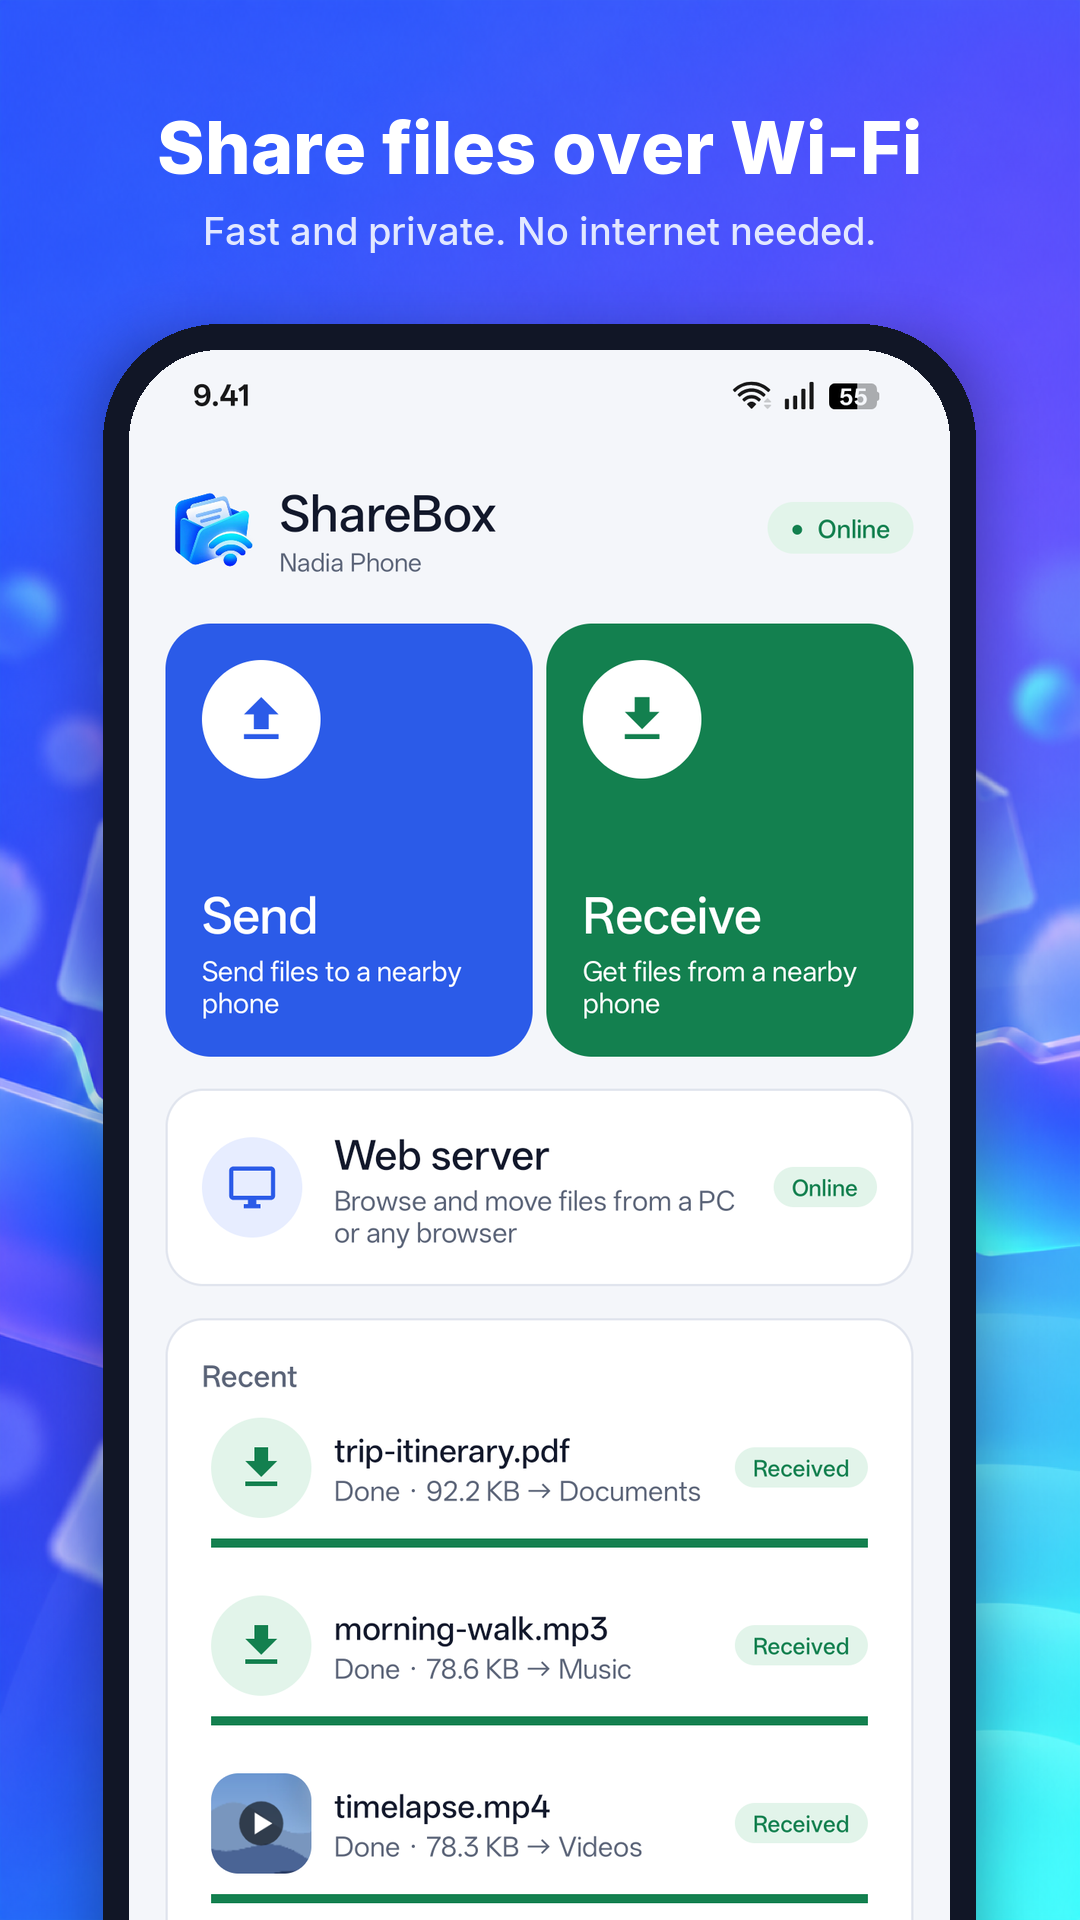 Share files over Wi-Fi
Fast and private. No internet needed.
9.41
55
ShareBox
Nadia Phone
Online
Send
Send files to a nearby
phone
Receive
Get files from a nearby
phone
Web server
Browse and move files from a PC
or any browser
Online
Recent
trip-itinerary.pdf
Done · 92.2 KB → Documents
Received
morning-walk.mp3
Done · 78.6 KB → Music
Received
timelapse.mp4
Done · 78.3 KB → Videos
Received